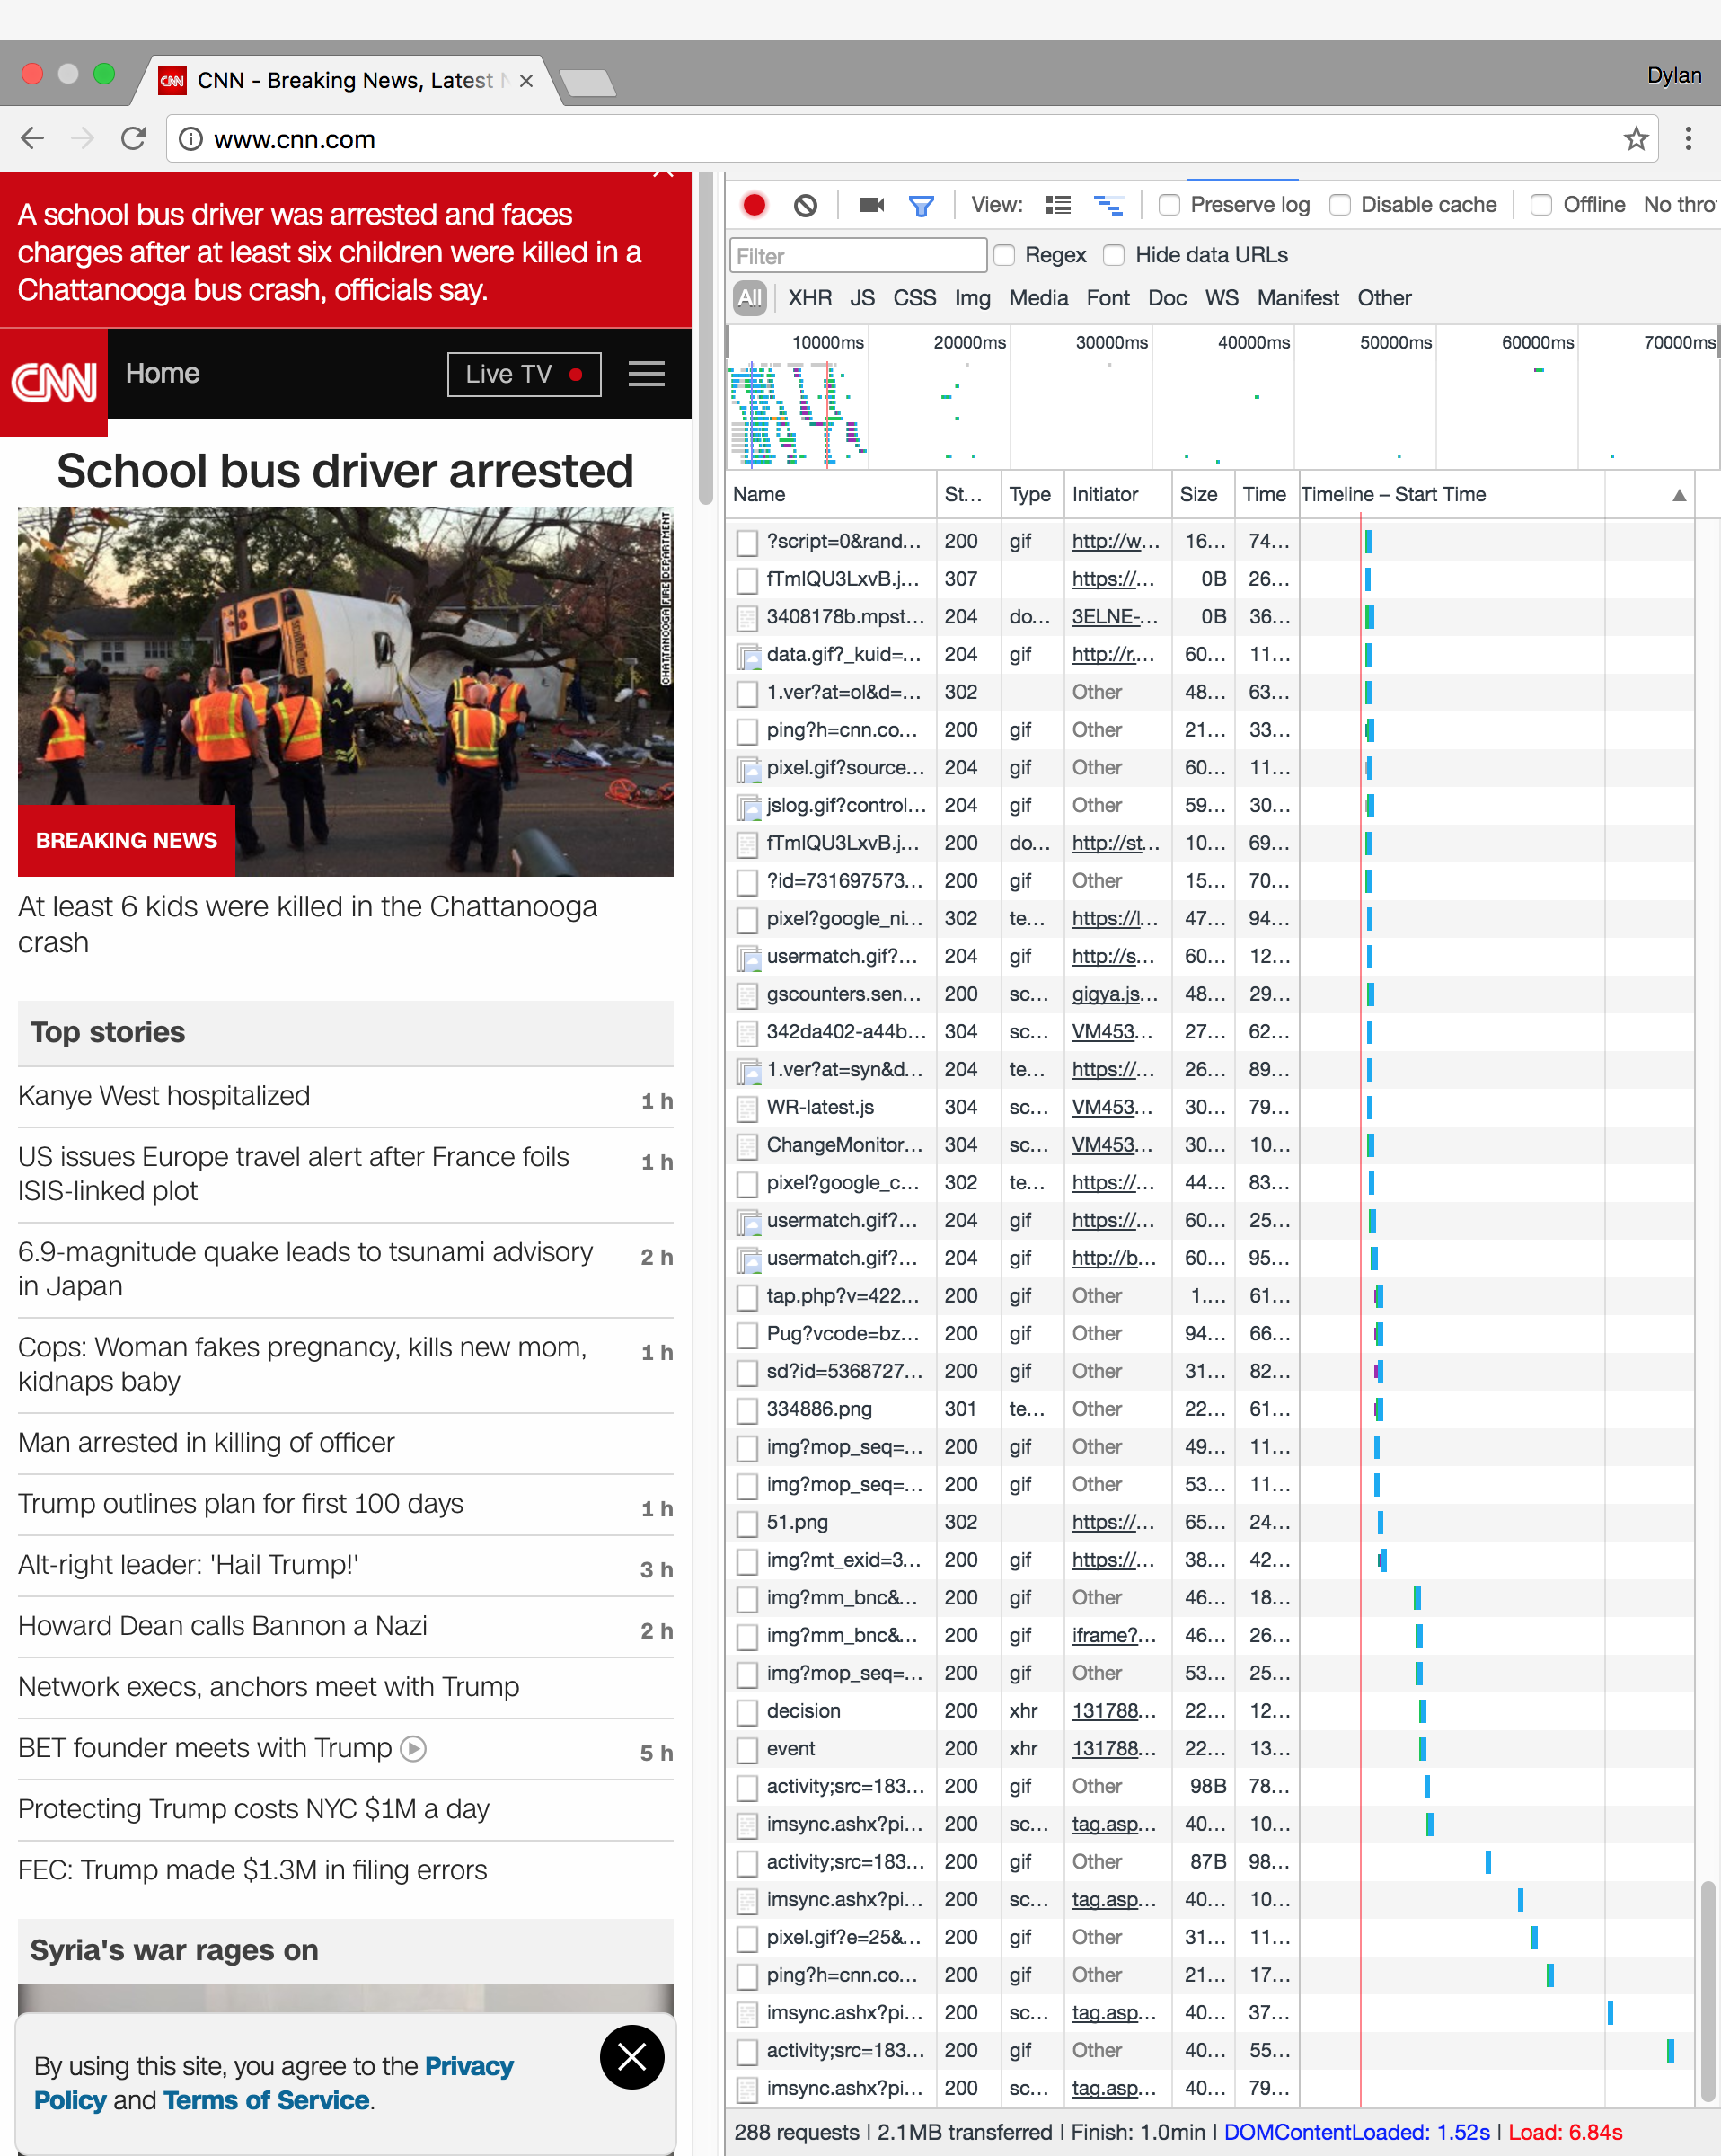 CNN - Breaking News, Latest N
Dylan
www.cnn.com
A school bus driver was arrested and faces
charges after at least six children were killed in a
Chattanooga bus crash, officials say.
CNN
Home
Live TV
School bus driver arrested
CHATTANOOGA FIRE DEPARTMENT
BREAKING NEWS
At least 6 kids were killed in the Chattanooga
crash
Top stories
Kanye West hospitalized 1 h
US issues Europe travel alert after France foils 1 h
ISIS-linked plot
6.9-magnitude quake leads to tsunami advisory 2 h
in Japan
Cops: Woman fakes pregnancy, kills new mom, 1 h
kidnaps baby
Man arrested in killing of officer
Trump outlines plan for first 100 days 1 h
Alt-right leader: 'Hail Trump!' 3 h
Howard Dean calls Bannon a Nazi 2 h
Network execs, anchors meet with Trump
BET founder meets with Trump 5 h
Protecting Trump costs NYC $1M a day
FEC: Trump made $1.3M in filing errors
Syria's war rages on
By using this site, you agree to the Privacy
Policy and Terms of Service.
View: Preserve log Disable cache Offline No thro
Filter Regex Hide data URLs
All XHR JS CSS Img Media Font Doc WS Manifest Other
10000ms 20000ms 30000ms 40000ms 50000ms 60000ms 70000ms
Name St... Type Initiator Size Time Timeline – Start Time
?script=0&rand... 200 gif http://w... 16... 74...
fTmlQU3LxvB.j... 307 https://... 0B 26...
3408178b.mpst... 204 do... 3ELNE-... 0B 36...
data.gif?_kuid=... 204 gif http://r.... 60... 11...
1.ver?at=ol&d=... 302 Other 48... 63...
ping?h=cnn.co... 200 gif Other 21... 33...
pixel.gif?source... 204 gif Other 60... 11...
jslog.gif?control... 204 gif Other 59... 30...
fTmlQU3LxvB.j... 200 do... http://st... 10... 69...
?id=731697573... 200 gif Other 15... 70...
pixel?google_ni... 302 te... https://l... 47... 94...
usermatch.gif?... 204 gif http://s... 60... 12...
gscounters.sen... 200 sc... gigya.js... 48... 29...
342da402-a44b... 304 sc... VM453... 27... 62...
1.ver?at=syn&d... 204 te... https://... 26... 89...
WR-latest.js 304 sc... VM453... 30... 79...
ChangeMonitor... 304 sc... VM453... 30... 10...
pixel?google_c... 302 te... https://... 44... 83...
usermatch.gif?... 204 gif https://... 60... 25...
usermatch.gif?... 204 gif http://b... 60... 95...
tap.php?v=422... 200 gif Other 1.... 61...
Pug?vcode=bz... 200 gif Other 94... 66...
sd?id=5368727... 200 gif Other 31... 82...
334886.png 301 te... Other 22... 61...
img?mop_seq=... 200 gif Other 49... 11...
img?mop_seq=... 200 gif Other 53... 11...
51.png 302 https://... 65... 24...
img?mt_exid=3... 200 gif https://... 38... 42...
img?mm_bnc&... 200 gif Other 46... 18...
img?mm_bnc&... 200 gif iframe?... 46... 26...
img?mop_seq=... 200 gif Other 53... 25...
decision 200 xhr 131788... 22... 12...
event 200 xhr 131788... 22... 13...
activity;src=183... 200 gif Other 98B 78...
imsync.ashx?pi... 200 sc... tag.asp... 40... 10...
activity;src=183... 200 gif Other 87B 98...
imsync.ashx?pi... 200 sc... tag.asp... 40... 10...
pixel.gif?e=25&... 200 gif Other 31... 11...
ping?h=cnn.co... 200 gif Other 21... 17...
imsync.ashx?pi... 200 sc... tag.asp... 40... 37...
activity;src=183... 200 gif Other 40... 55...
imsync.ashx?pi... 200 sc... tag.asp... 40... 79...
288 requests | 2.1MB transferred | Finish: 1.0min | DOMContentLoaded: 1.52s | Load: 6.84s